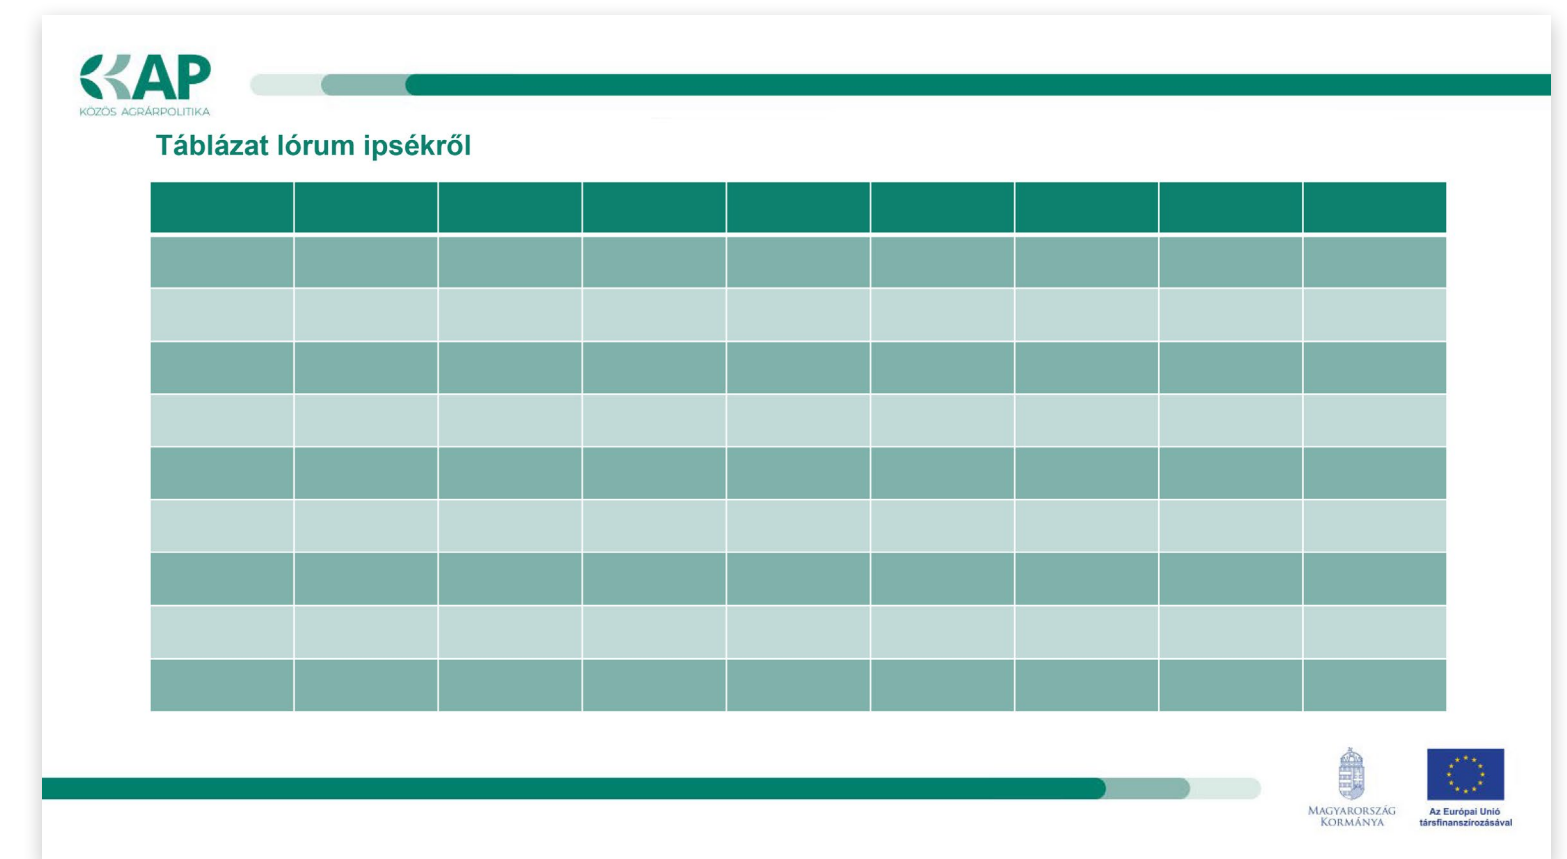 KAP
KÖZÖS AGRÁRPOLITIKA
Táblázat lórum ipsékről
MAGYARORSZÁG
KORMÁNYA
Az Európai Unió
társfinanszírozásával